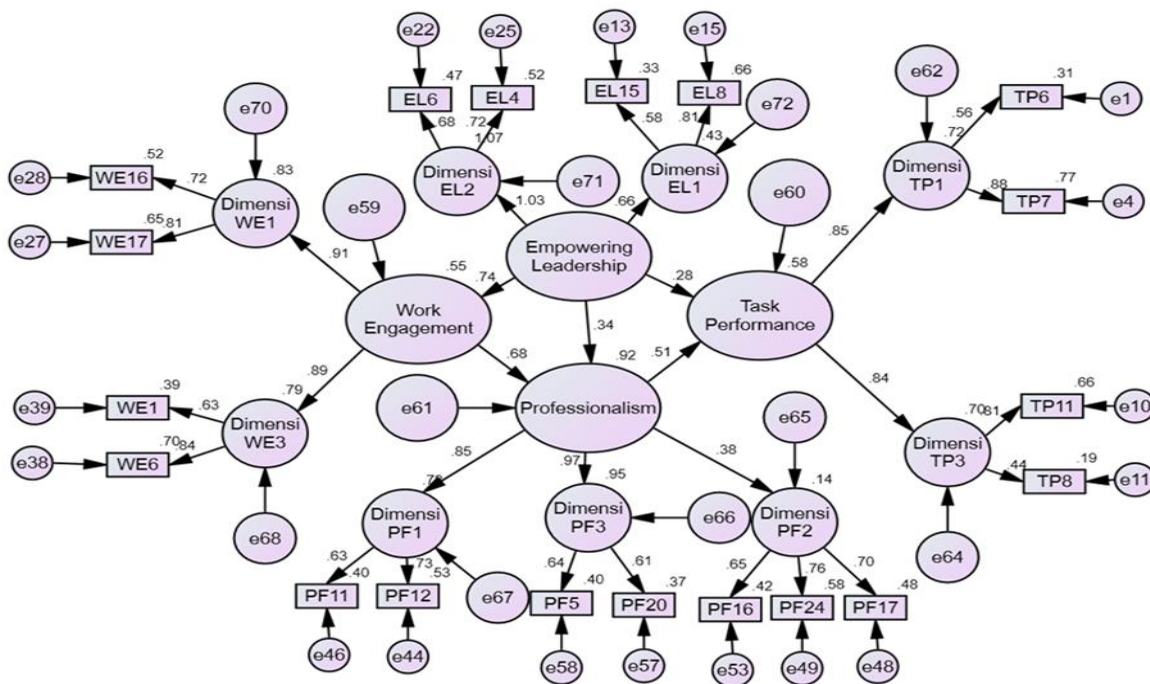 e22
e25
e13
e15
.47
.52
.33
.66
EL6
EL4
EL15
EL8
e62
.31
TP6
e1
e70
.68
.72
1.07
.58
.81
.43
e72
.56
.72
.52
.83
Dimensi
EL2
e71
Dimensi
EL1
Dimensi
TP1
e28
WE16
.72
.88
.77
TP7
e4
Dimensi
WE1
e59
1.03
.66
e60
e27
.65
.81
WE17
.91
.85
.55
.74
Empowering
Leadership
.28
.58
Work
Engagement
Task
Performance
.34
.68
.92
.51
.89
.84
.39
.79
e39
WE1
.63
e61
Professionalism
e65
.66
.70
.81
TP11
e10
Dimensi
WE3
Dimensi
TP3
e38
WE6
.70
.84
.85
.97
.38
.19
.44
TP8
e11
.95
.14
e68
Dimensi
PF1
Dimensi
PF3
e66
Dimensi
PF2
e64
.63
.40
.73
.53
.64
.40
.61
.37
.65
.42
.76
.58
.70
.48
PF11
PF12
e67
PF5
PF20
PF16
PF24
PF17
e46
e44
e58
e57
e53
e49
e48